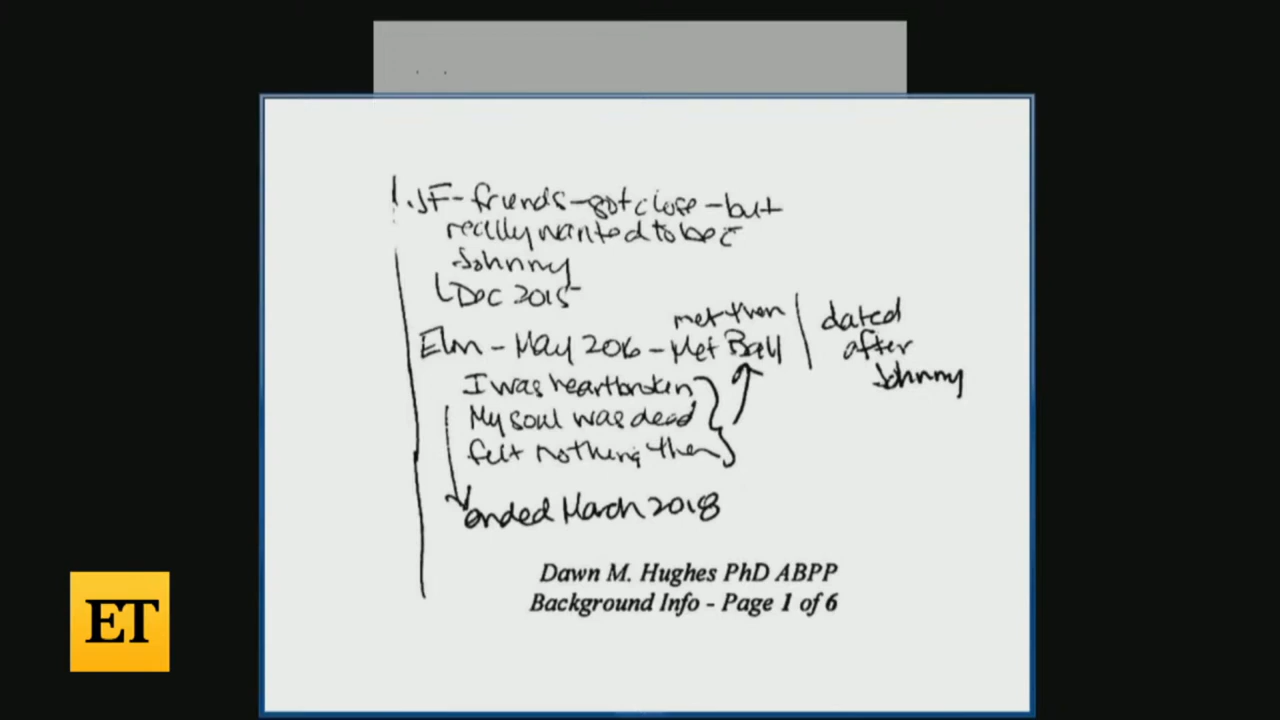 1. JF - friends - got close - but
really wanted to be c̄
Johnny
Dec 2015
met then
Elm - May 2016 - Met Ball
dated
after
Johnny
I was heartbroken
My soul was dead
felt nothing then
ended March 2018
Dawn M. Hughes PhD ABPP
Background Info - Page 1 of 6
ET